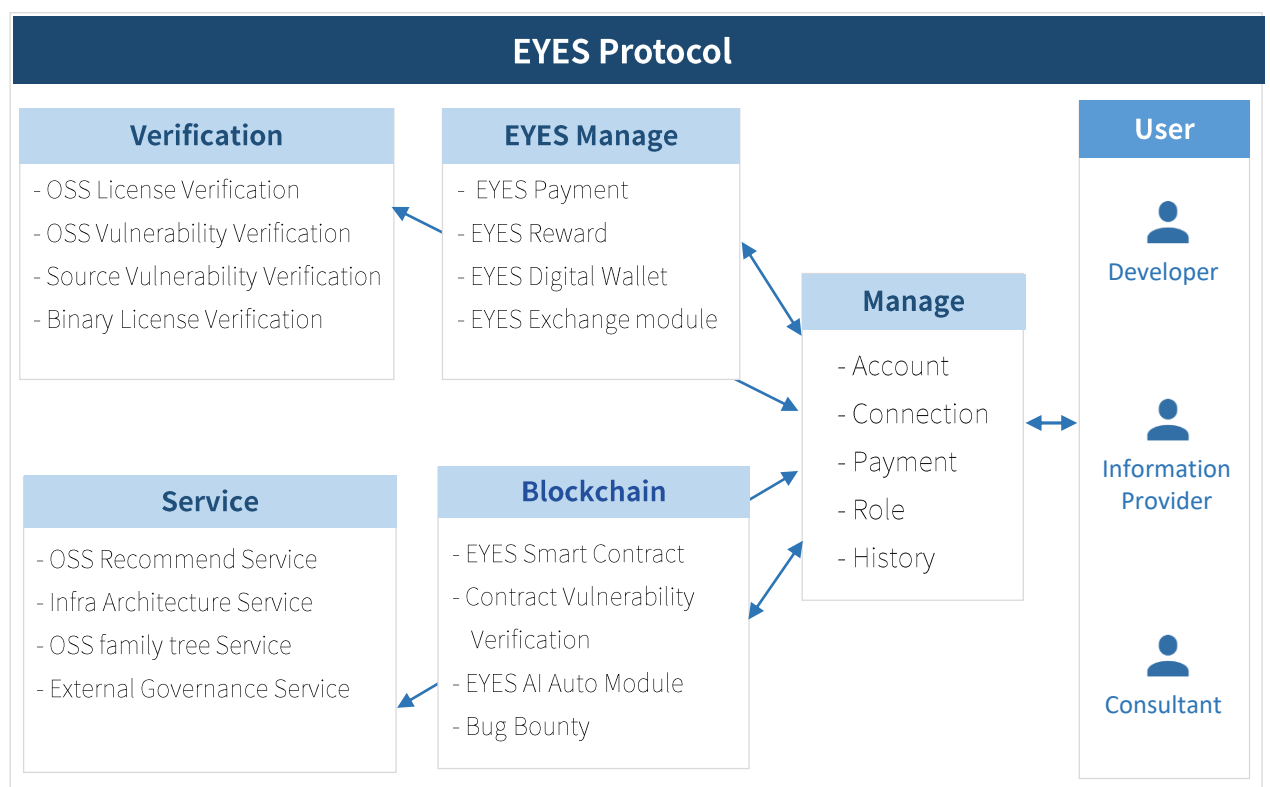 EYES Protocol
Verification
- OSS License Verification
- OSS Vulnerability Verification
- Source Vulnerability Verification
- Binary License Verification
EYES Manage
- EYES Payment
- EYES Reward
- EYES Digital Wallet
- EYES Exchange module
Service
- OSS Recommend Service
- Infra Architecture Service
- OSS family tree Service
- External Governance Service
Blockchain
- EYES Smart Contract
- Contract Vulnerability
Verification
- EYES AI Auto Module
- Bug Bounty
Manage
- Account
- Connection
- Payment
- Role
- History
User
Developer
Information
Provider
Consultant